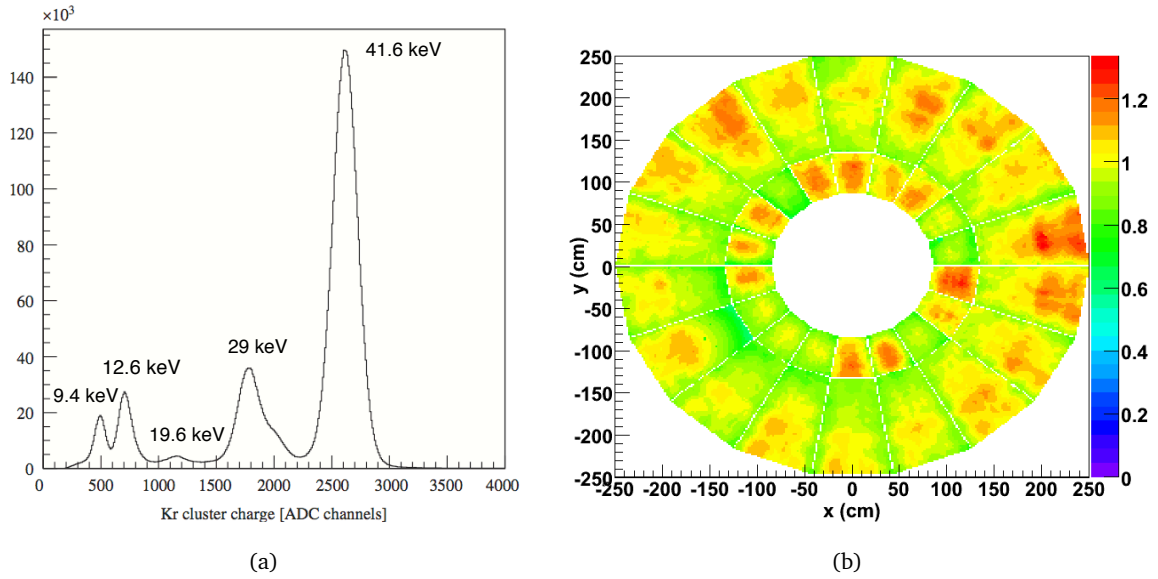 ×10³
41.6 keV
140
120
100
80
60
40
20
0
29 keV
12.6 keV
9.4 keV
19.6 keV
0 500 1000 1500 2000 2500 3000 3500 4000
Kr cluster charge [ADC channels]
(a)
250
200
150
100
50
0
-50
-100
-150
-200
-250
y (cm)
-250 -200 -150 -100 -50 0 50 100 150 200 250
x (cm)
1.2
1
0.8
0.6
0.4
0.2
0
(b)